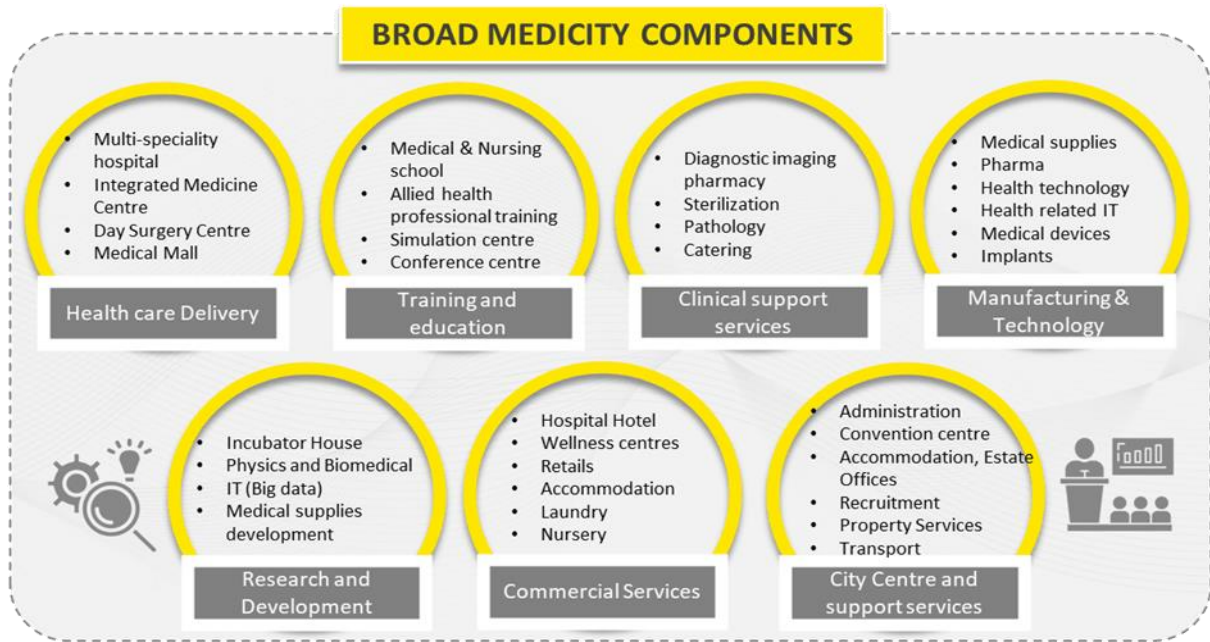 BROAD MEDICITY COMPONENTS
• Multi-speciality
hospital
• Integrated Medicine
Centre
• Day Surgery Centre
• Medical Mall
Health care Delivery
• Medical & Nursing
school
• Allied health
professional training
• Simulation centre
• Conference centre
Training and
education
• Diagnostic imaging
pharmacy
• Sterilization
• Pathology
• Catering
Clinical support
services
• Medical supplies
• Pharma
• Health technology
• Health related IT
• Medical devices
• Implants
Manufacturing &
Technology
• Incubator House
• Physics and Biomedical
• IT (Big data)
• Medical supplies
development
Research and
Development
• Hospital Hotel
• Wellness centres
• Retails
• Accommodation
• Laundry
• Nursery
Commercial Services
• Administration
• Convention centre
• Accommodation, Estate
Offices
• Recruitment
• Property Services
• Transport
City Centre and
support services